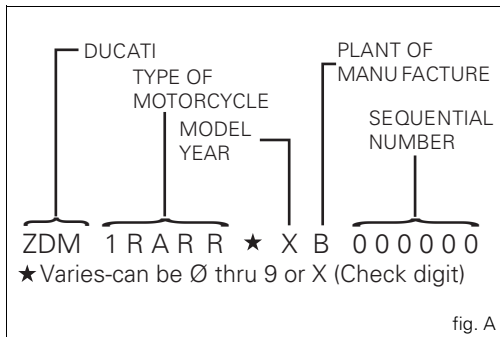 DUCATI
TYPE OF
MOTORCYCLE
MODEL
YEAR
PLANT OF
MANU FACTURE
SEQUENTIAL
NUMBER
ZDM 1 R A R R ★ X B 0 0 0 0 0 0
★ Varies-can be Ø thru 9 or X (Check digit)
fig. A